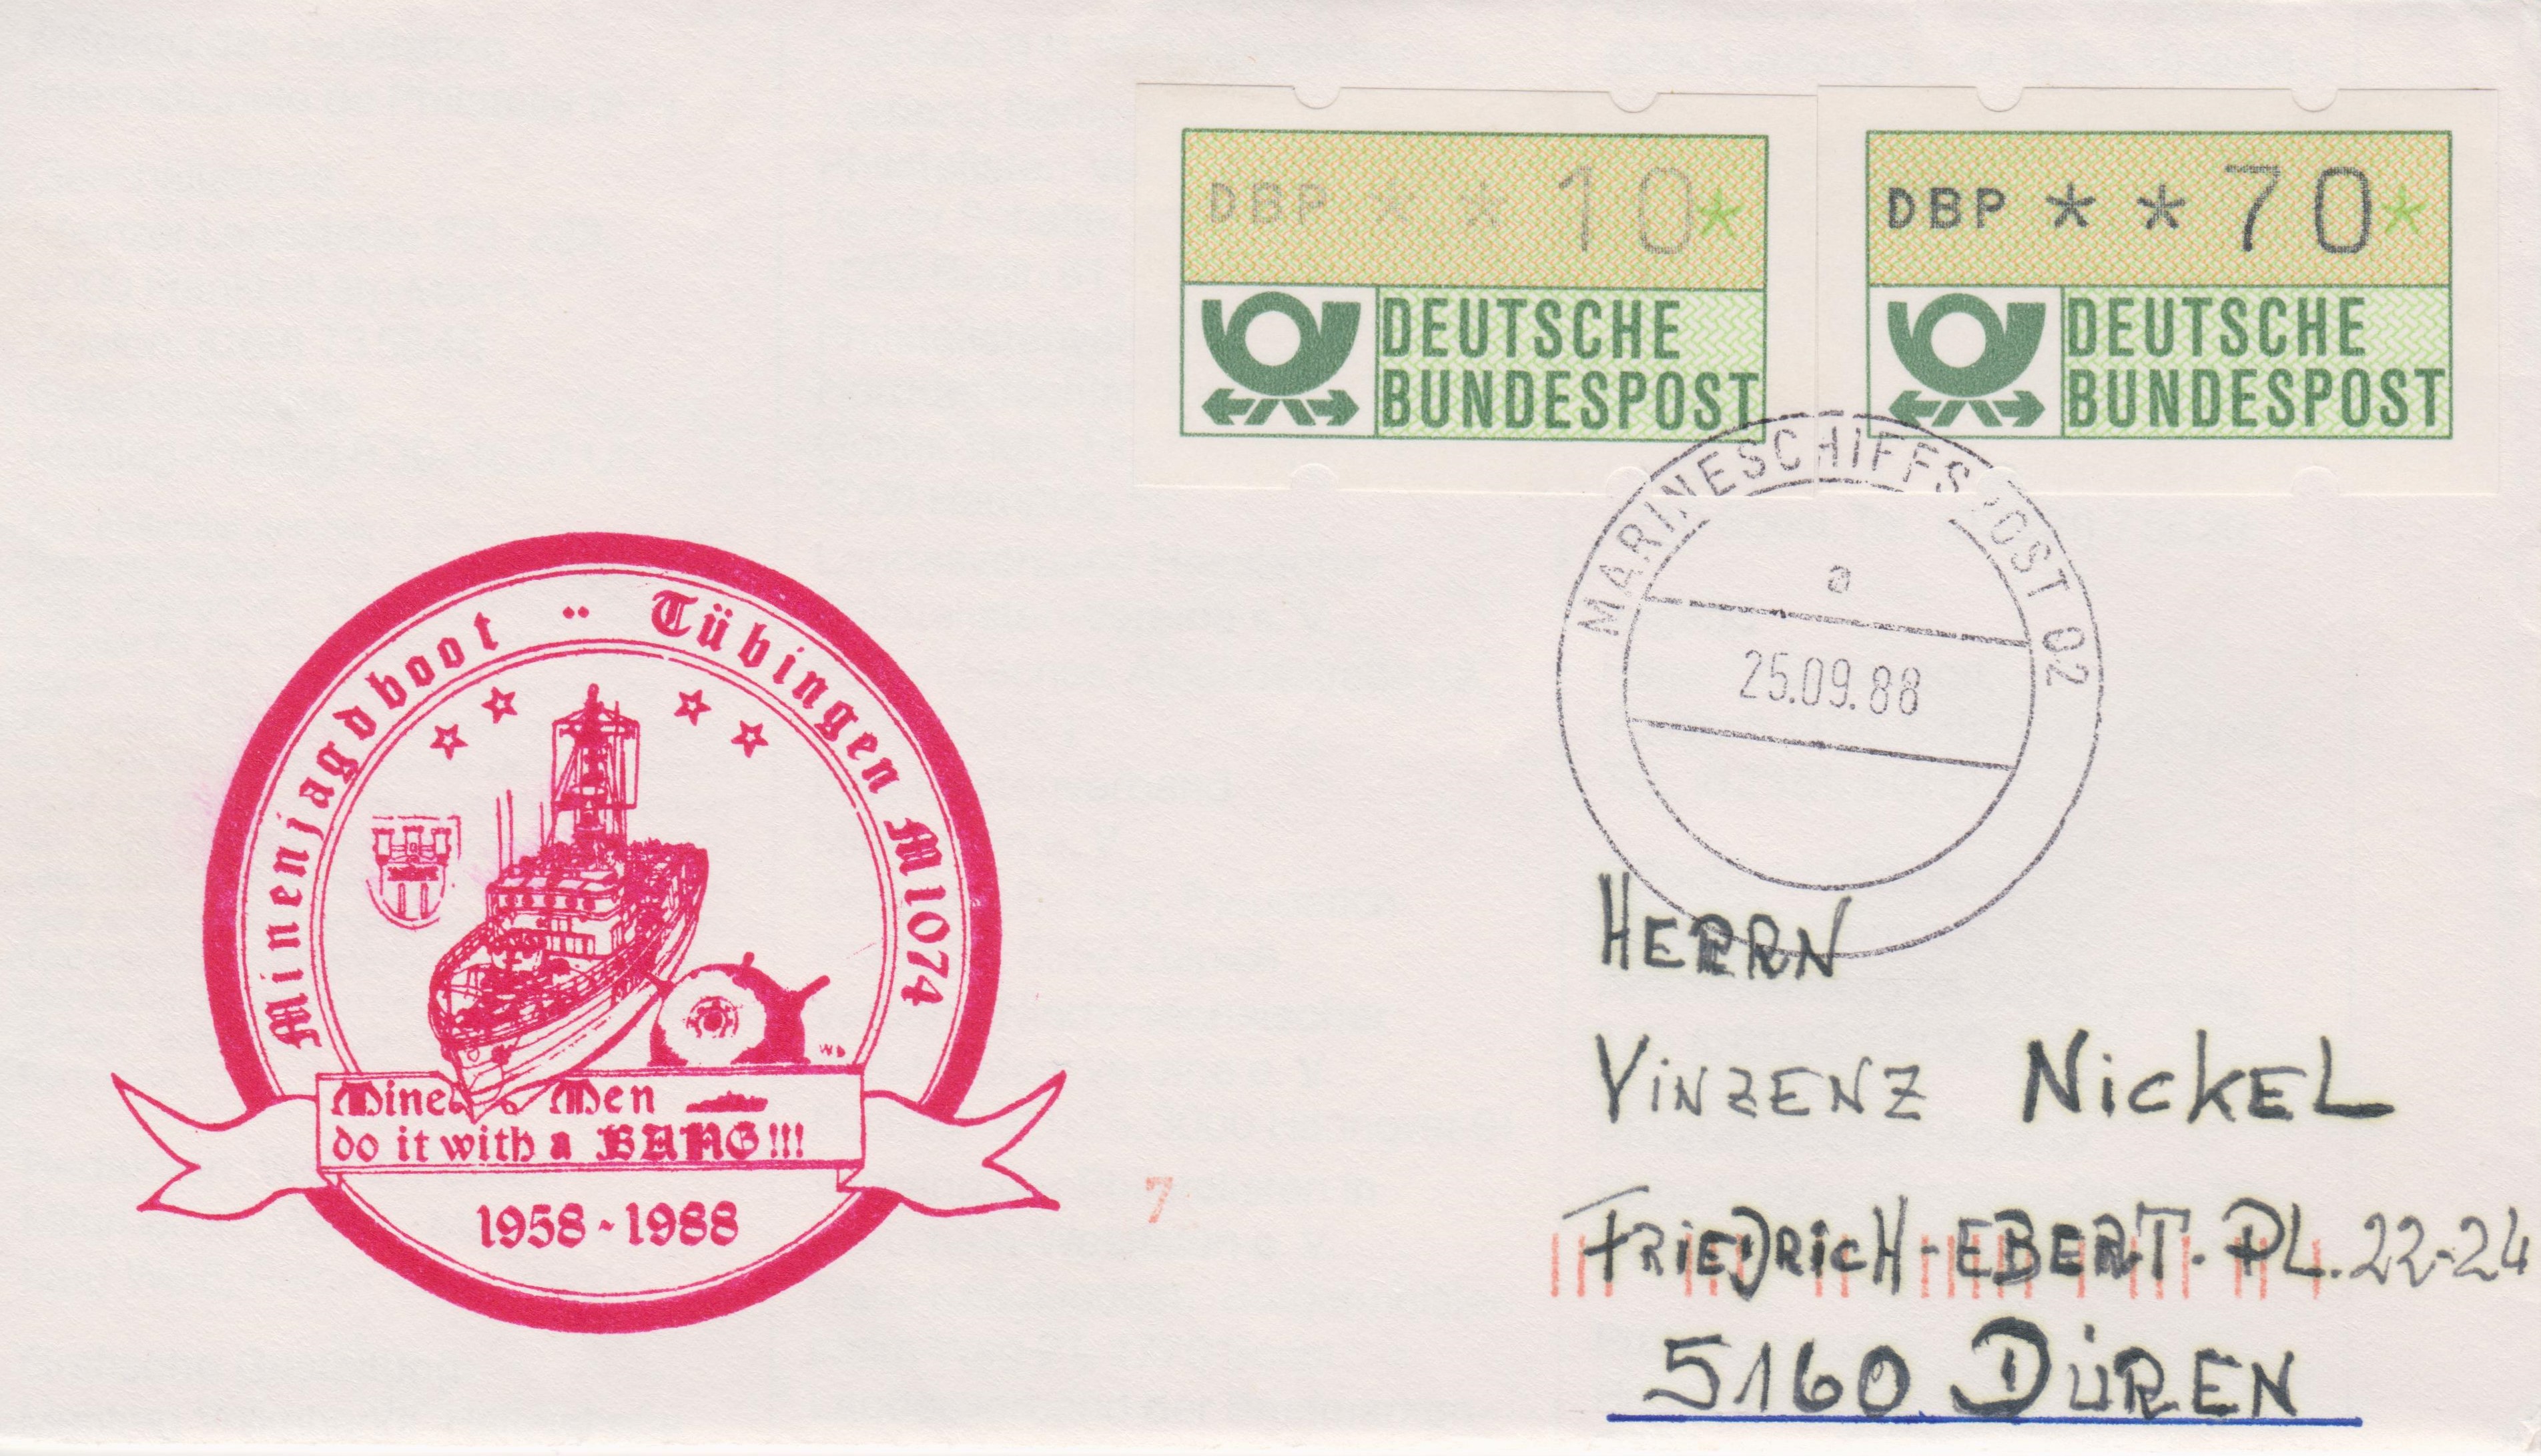 DBP * * 10*
DEUTSCHE
BUNDESPOST
DBP * * 70*
DEUTSCHE
BUNDESPOST
MARINESCHIFFSPOST 02
a
25.09.88
Minenjagdboot ·· Tübingen M1074
Men
do it with a BANG!!!
1958 - 1988
7
HERRN
VINZENZ NICKEL
FRIEDRICH-EBERT-PL. 22-24
5160 DÜREN